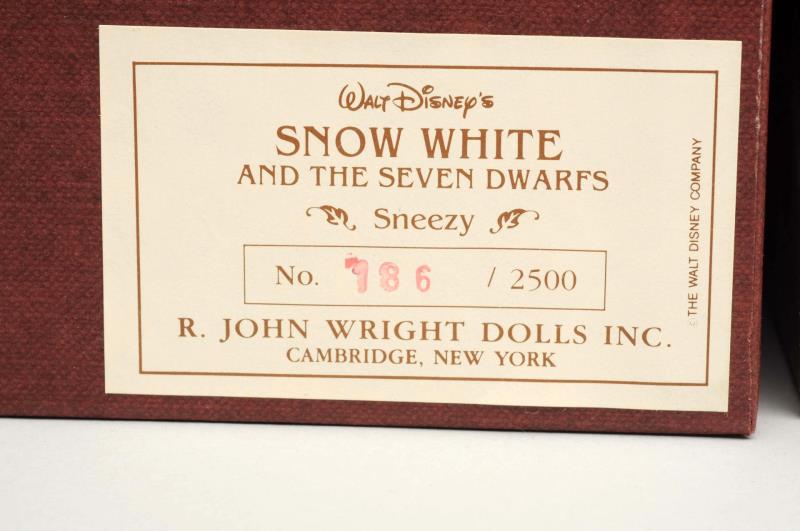 Walt Disney's
SNOW WHITE
AND THE SEVEN DWARFS
Sneezy
No. 786 / 2500
R. JOHN WRIGHT DOLLS INC.
CAMBRIDGE, NEW YORK
©THE WALT DISNEY COMPANY